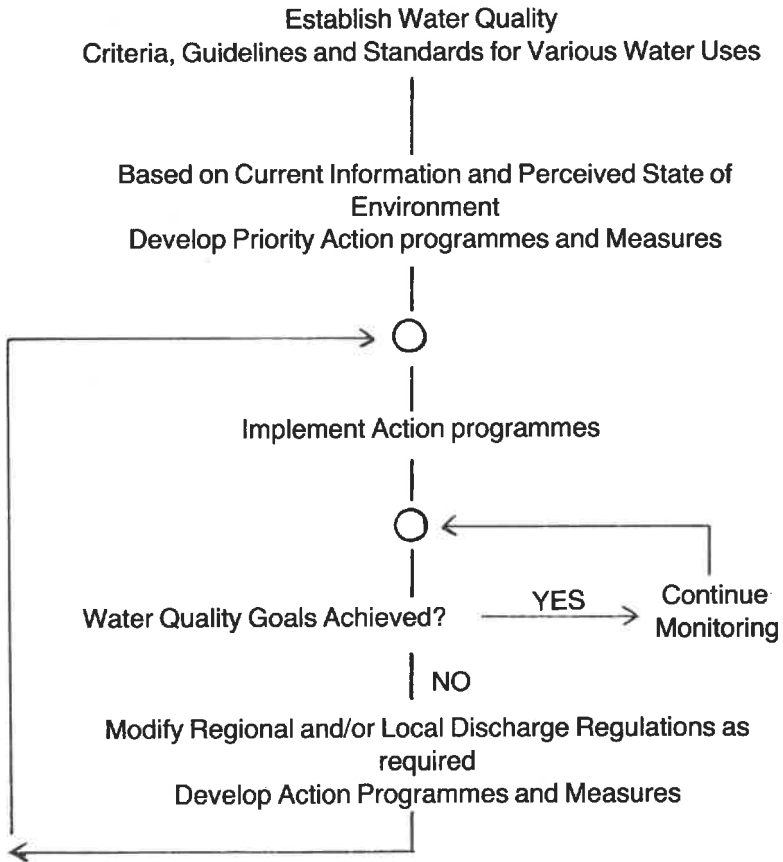 Establish Water Quality
Criteria, Guidelines and Standards for Various Water Uses
Based on Current Information and Perceived State of
Environment
Develop Priority Action programmes and Measures
Implement Action programmes
Water Quality Goals Achieved?
YES
Continue
Monitoring
NO
Modify Regional and/or Local Discharge Regulations as
required
Develop Action Programmes and Measures